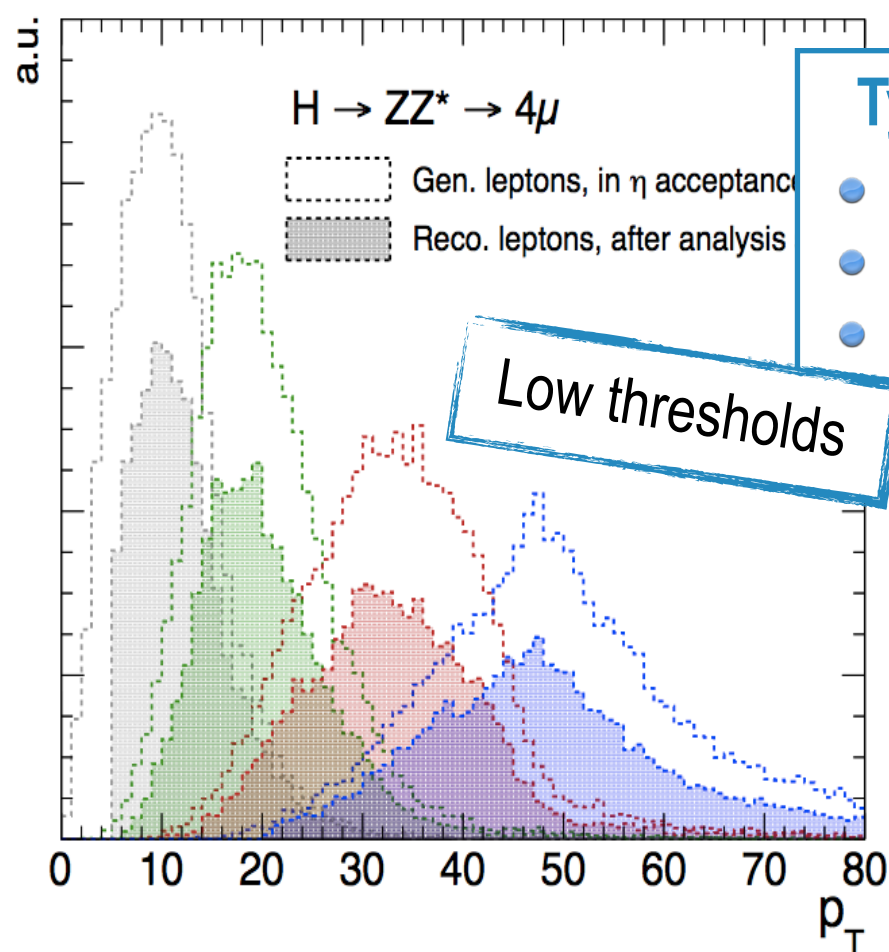 a.u.
H → ZZ* → 4μ
Gen. leptons, in η acceptance
Reco. leptons, after analysis
Low thresholds
0 10 20 30 40 50 60 70 80
p_T